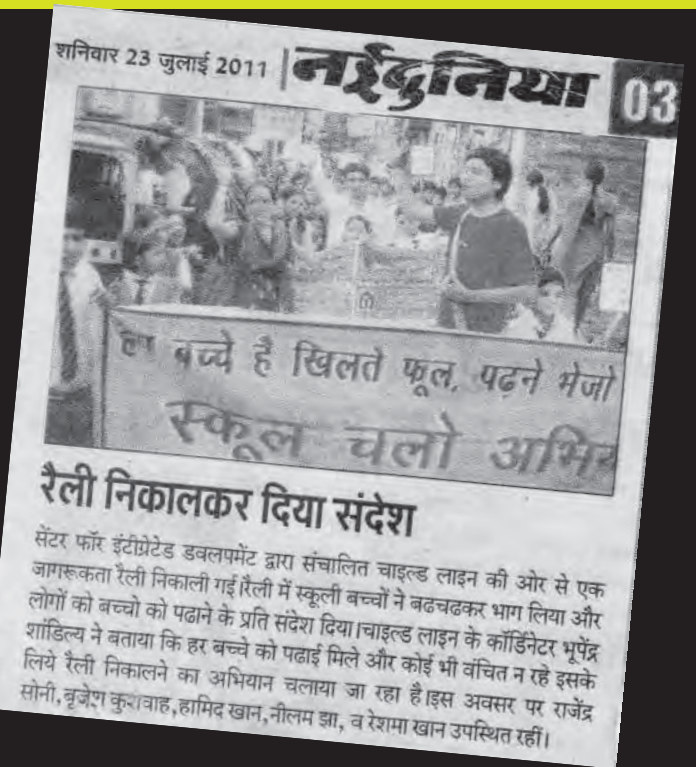 शनिवार 23 जुलाई 2011
नईदुनिया
03
हम बच्चे है खिलते फूल, पढ़ने भेजो
स्कूल चलो अभि
रैली निकालकर दिया संदेश
सेंटर फॉर इंटीग्रेटेड डवलपमेंट द्वारा संचालित चाइल्ड लाइन की ओर से एक
जागरूकता रैली निकाली गई।रैली में स्कूली बच्चों ने बढचढकर भाग लिया और
लोगों को बच्चो को पढाने के प्रति संदेश दिया।चाइल्ड लाइन के कॉर्डिनेटर भूपेंद्र
शांडिल्य ने बताया कि हर बच्चे को पढाई मिले और कोई भी वंचित न रहे इसके
लिये रैली निकालने का अभियान चलाया जा रहा है।इस अवसर पर राजेंद्र
सोनी,बृजेश कुशवाह,हामिद खान,नीलम झा, व रेशमा खान उपस्थित रहीं।